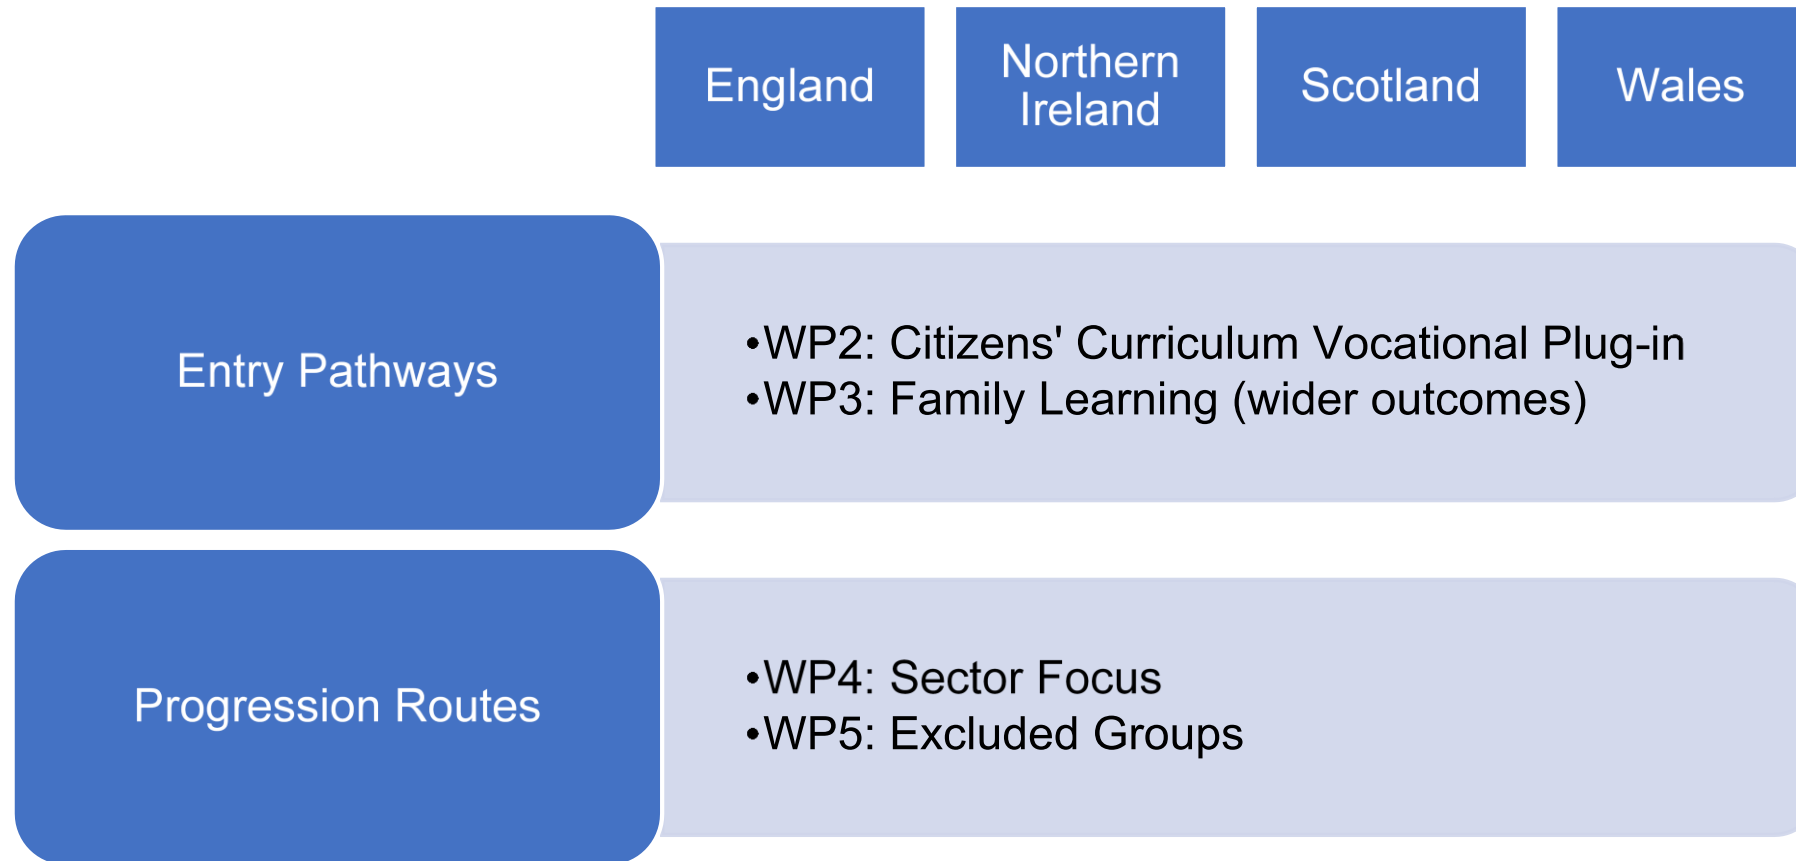 England
Northern
Ireland
Scotland
Wales
Entry Pathways
•WP2: Citizens' Curriculum Vocational Plug-in
•WP3: Family Learning (wider outcomes)
Progression Routes
•WP4: Sector Focus
•WP5: Excluded Groups